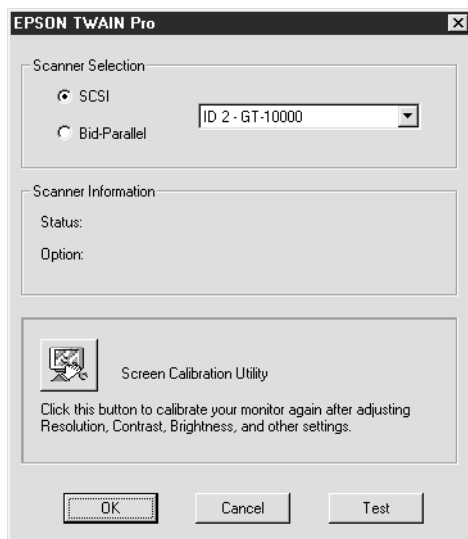 EPSON TWAIN Pro
Scanner Selection
SCSI
ID 2 - GT-10000
Bid-Parallel
Scanner Information
Status:
Option:
Screen Calibration Utility
Click this button to calibrate your monitor again after adjusting
Resolution, Contrast, Brightness, and other settings.
OK Cancel Test